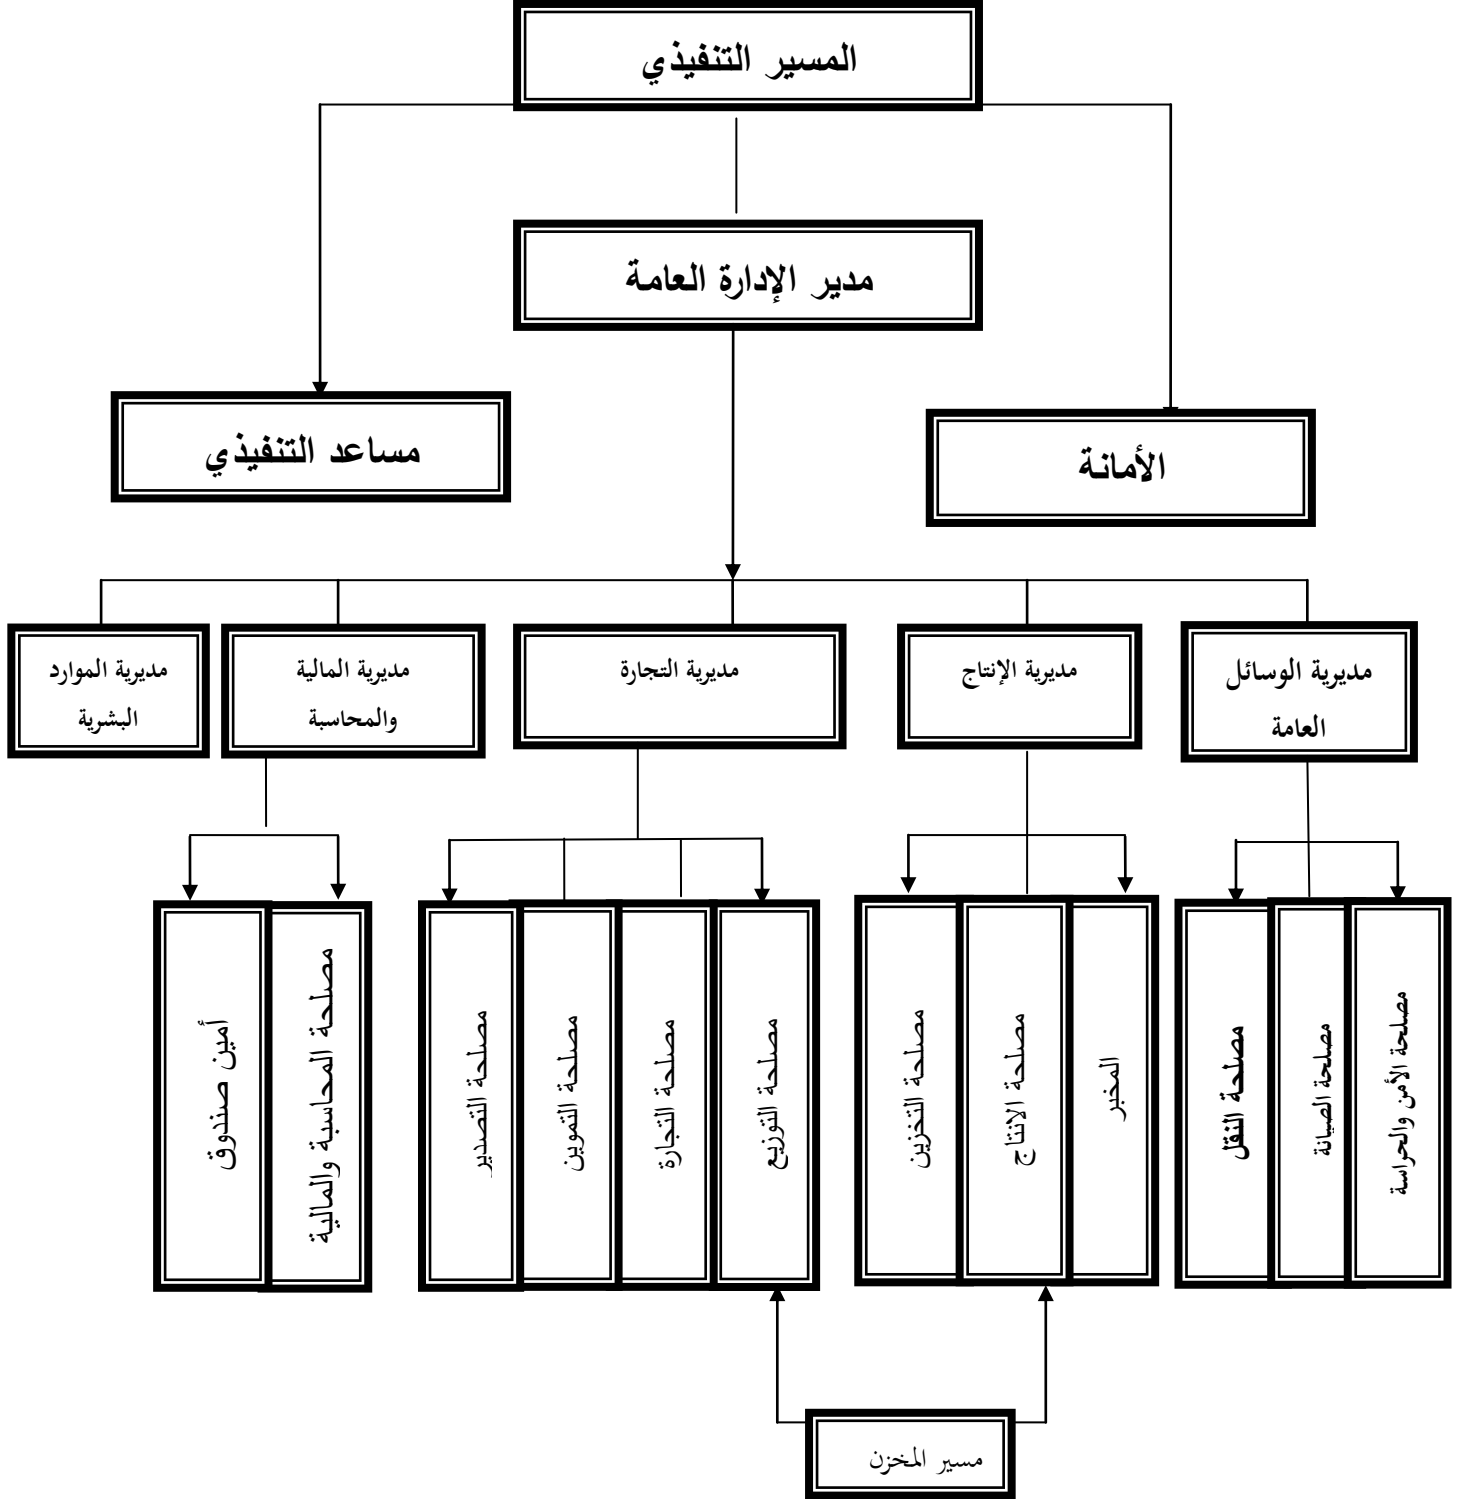 المسير التنفيذي
مدير الإدارة العامة
الأمانة
مساعد التنفيذي
مديرية الوسائل
العامة
مديرية الإنتاج
مديرية التجارة
مديرية المالية
والمحاسبة
مديرية الموارد
البشرية
مصلحة الأمن والحراسة
مصلحة الصيانة
مصلحة النقل
المخبر
مصلحة الانتاج
مصلحة التخزين
مصلحة التوزيع
مصلحة التجارة
مصلحة التموين
مصلحة التصدير
مصلحة المحاسبة والمالية
أمين صندوق
مسير المخزن